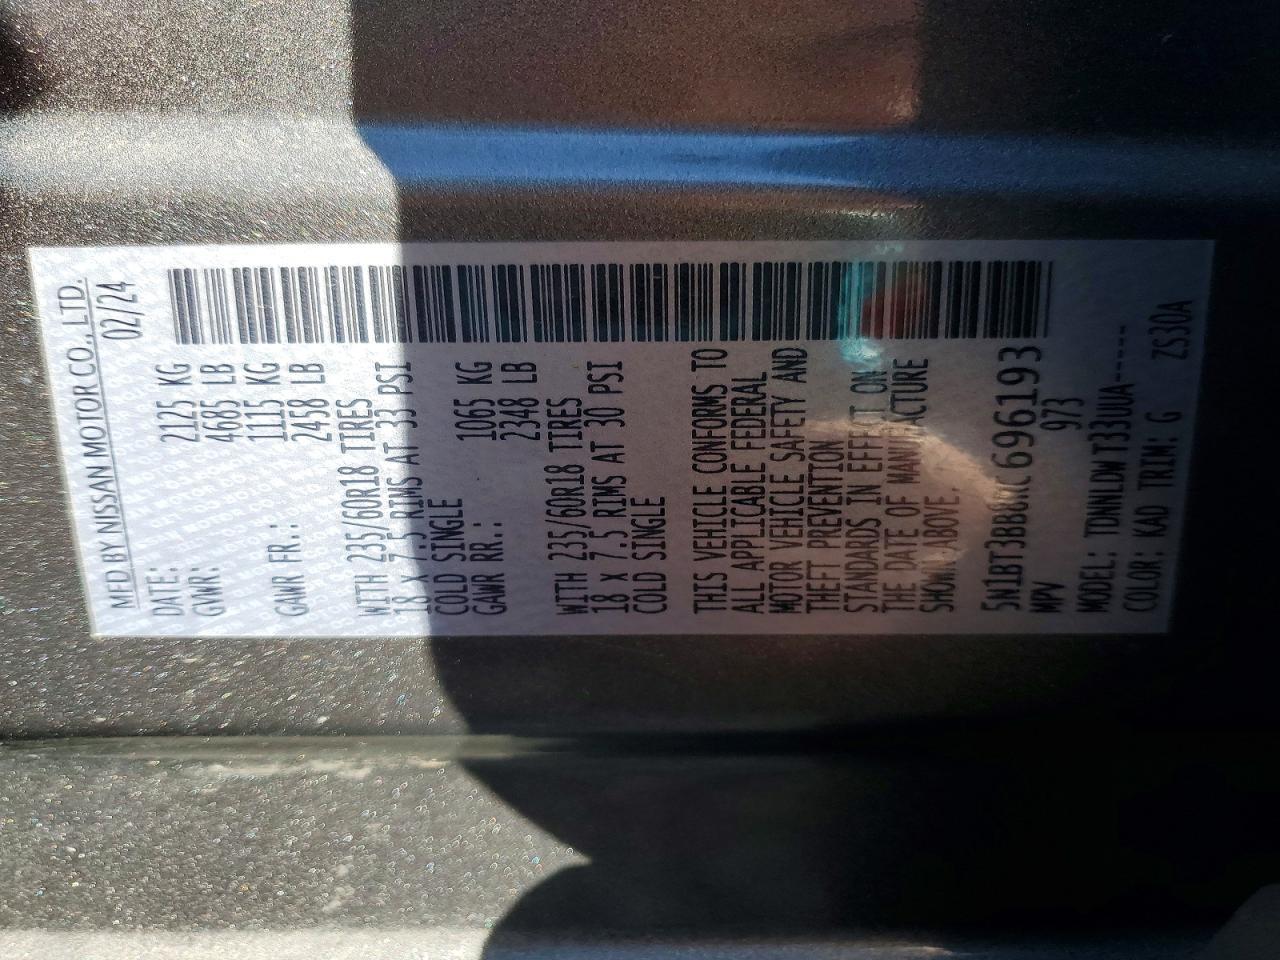 MFD BY NISSAN MOTOR CO., LTD.
DATE: 02/24
GVWR: 2125 KG
4685 LB
GAWR FR.: 1115 KG
2458 LB
WITH 235/60R18 TIRES
18 X 7.5 RIMS AT 33 PSI
COLD SINGLE
GAWR RR.: 1065 KG
2348 LB
WITH 235/60R18 TIRES
18 X 7.5 RIMS AT 30 PSI
COLD SINGLE
THIS VEHICLE CONFORMS TO
ALL APPLICABLE FEDERAL
MOTOR VEHICLE SAFETY AND
THEFT PREVENTION
STANDARDS IN EFFECT ON
THE DATE OF MANUFACTURE
SHOWN ABOVE.
5N1BT3BB8RC696193
MPV 973
MODEL: TDNNLDWT33UUA-----
COLOR: KAD TRIM: G ZS30A